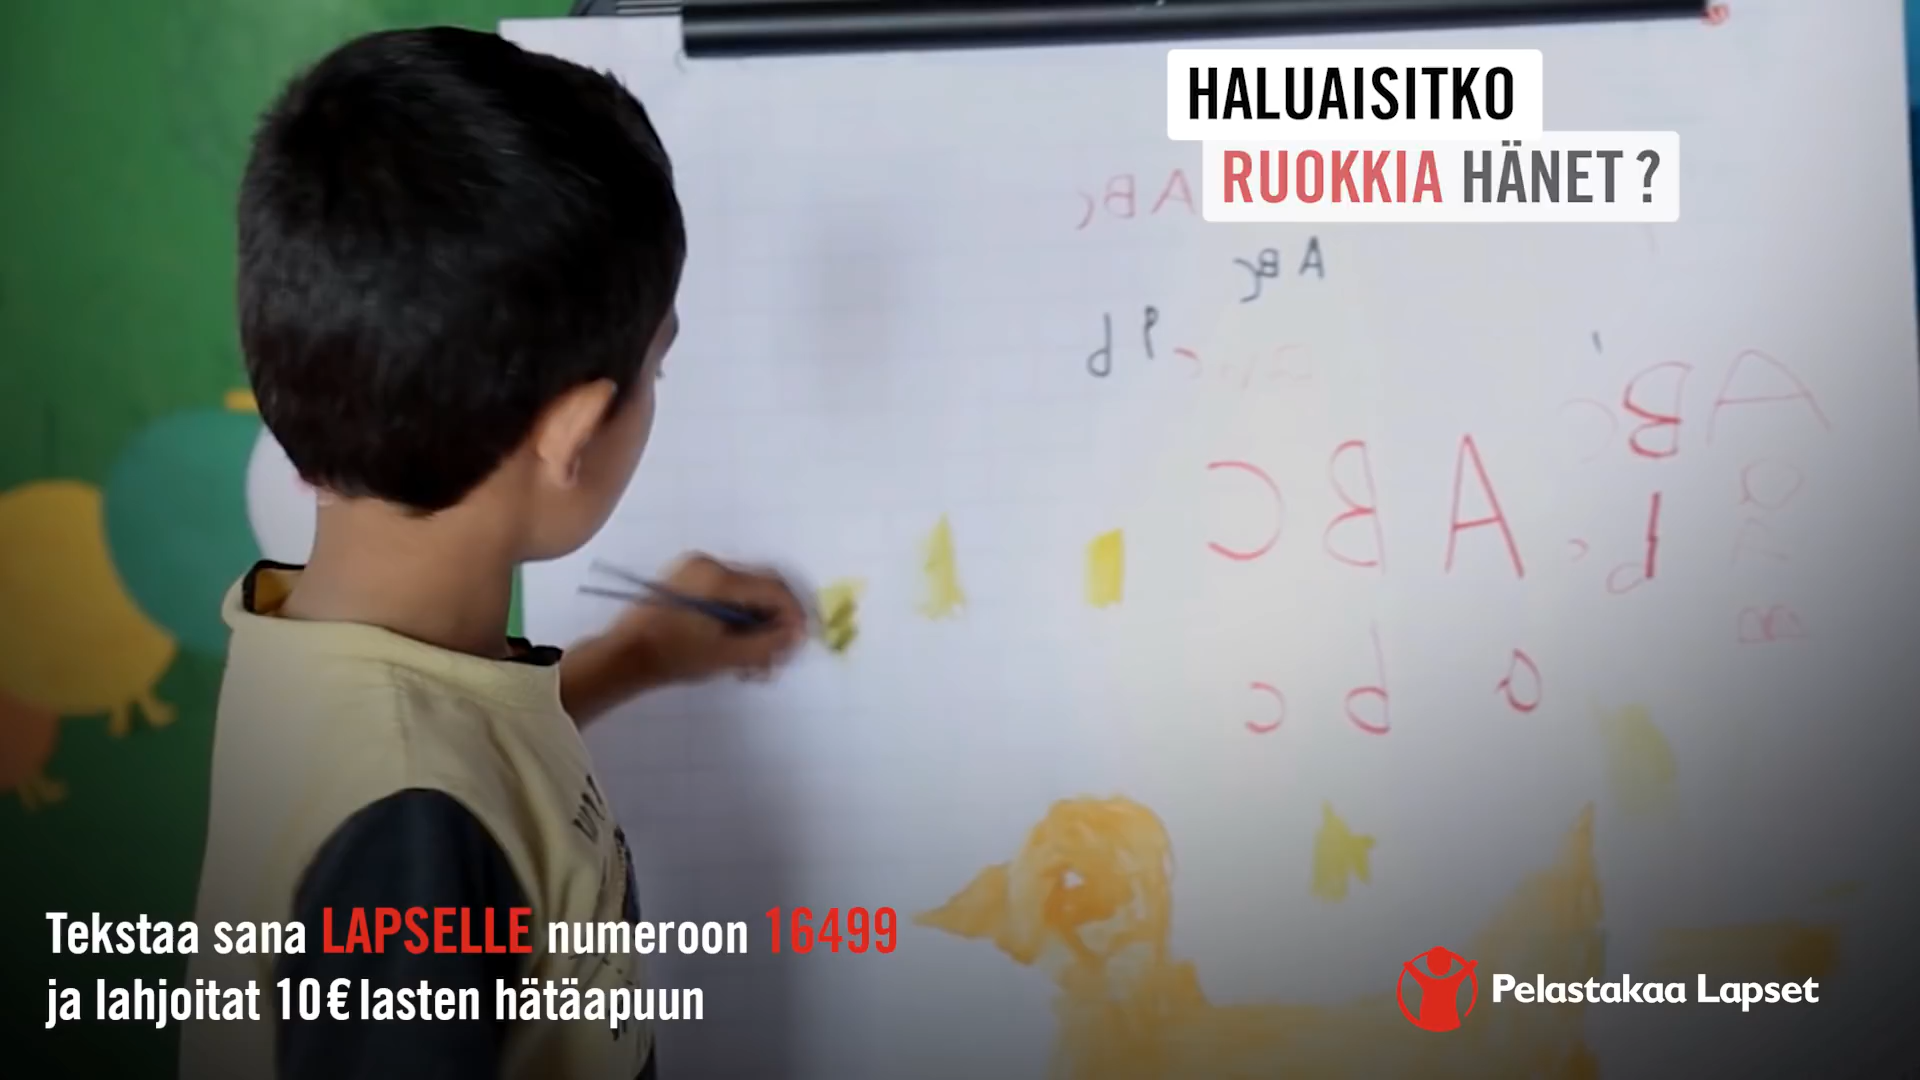 HALUAISITKO
RUOKKIA HÄNET ?
A B C
A B C
A B C
A B C
a b c
Tekstaa sana LAPSELLE numeroon 16499
ja lahjoitat 10€ lasten hätäapuun
Pelastakaa Lapset